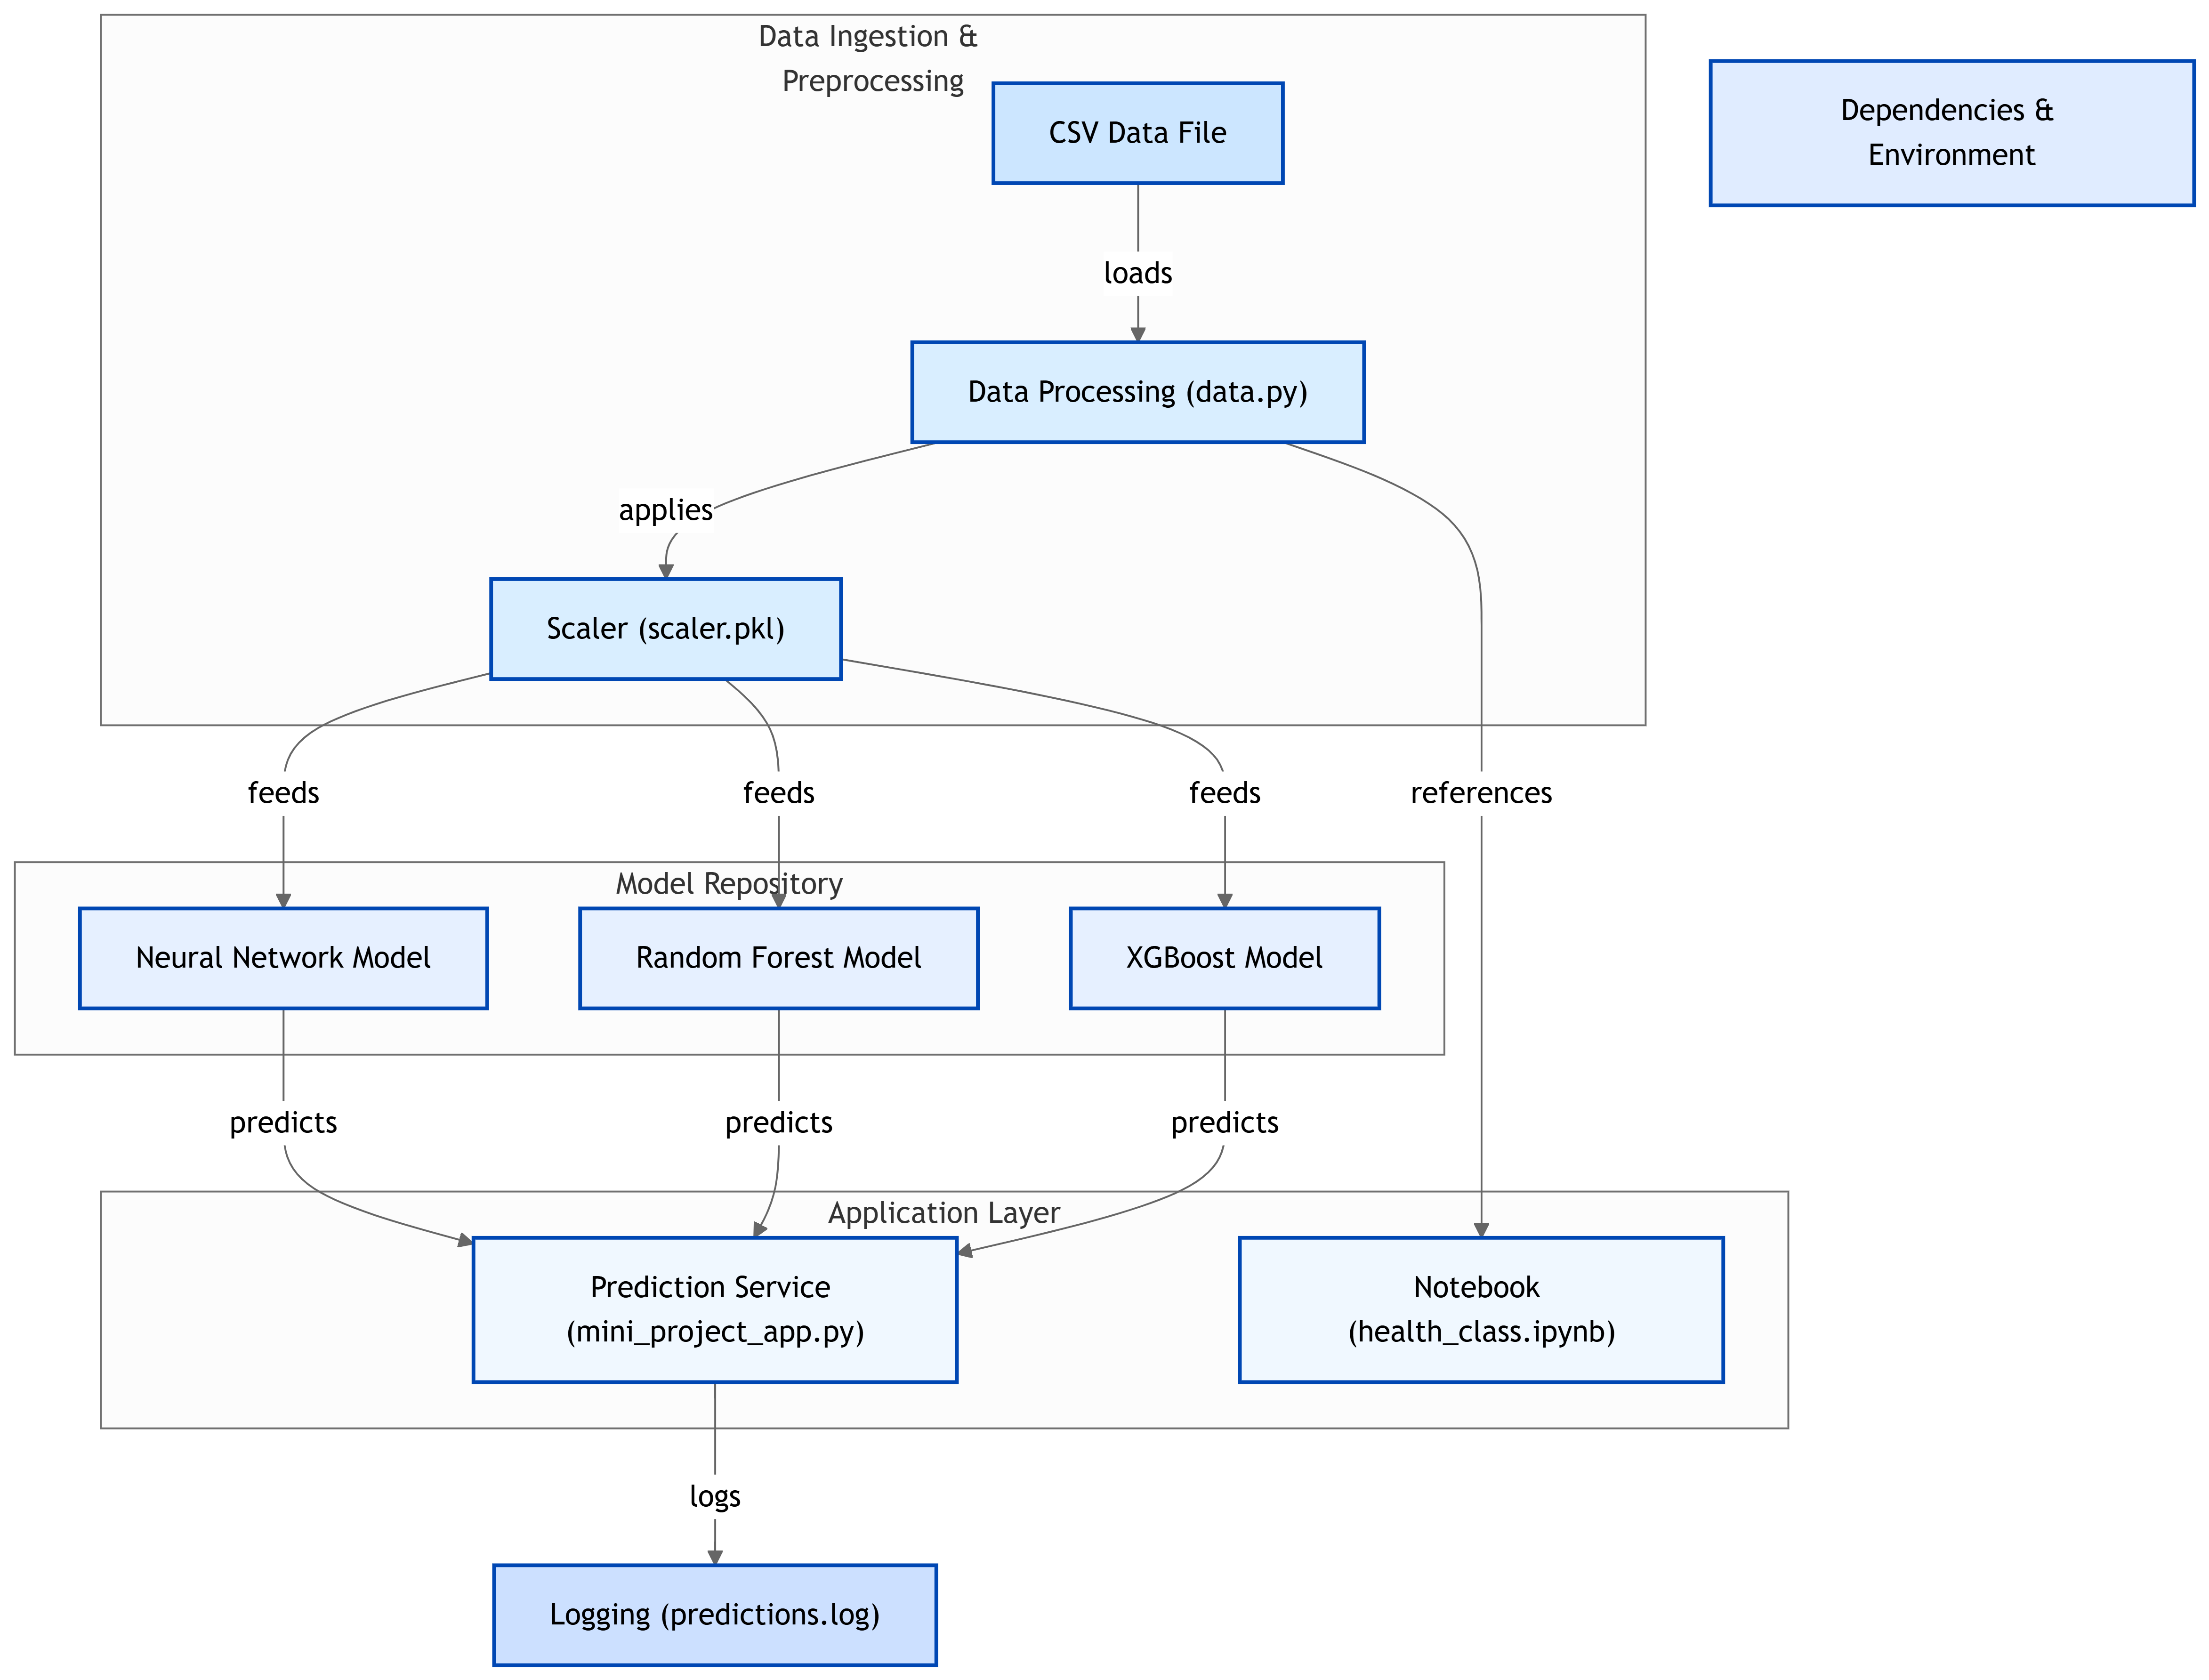 Data Ingestion &
Preprocessing
CSV Data File
Dependencies &
Environment
loads
Data Processing (data.py)
applies
Scaler (scaler.pkl)
feeds
feeds
feeds
references
Model Repository
Neural Network Model
Random Forest Model
XGBoost Model
predicts
predicts
predicts
Application Layer
Prediction Service
(mini_project_app.py)
Notebook
(health_class.ipynb)
logs
Logging (predictions.log)